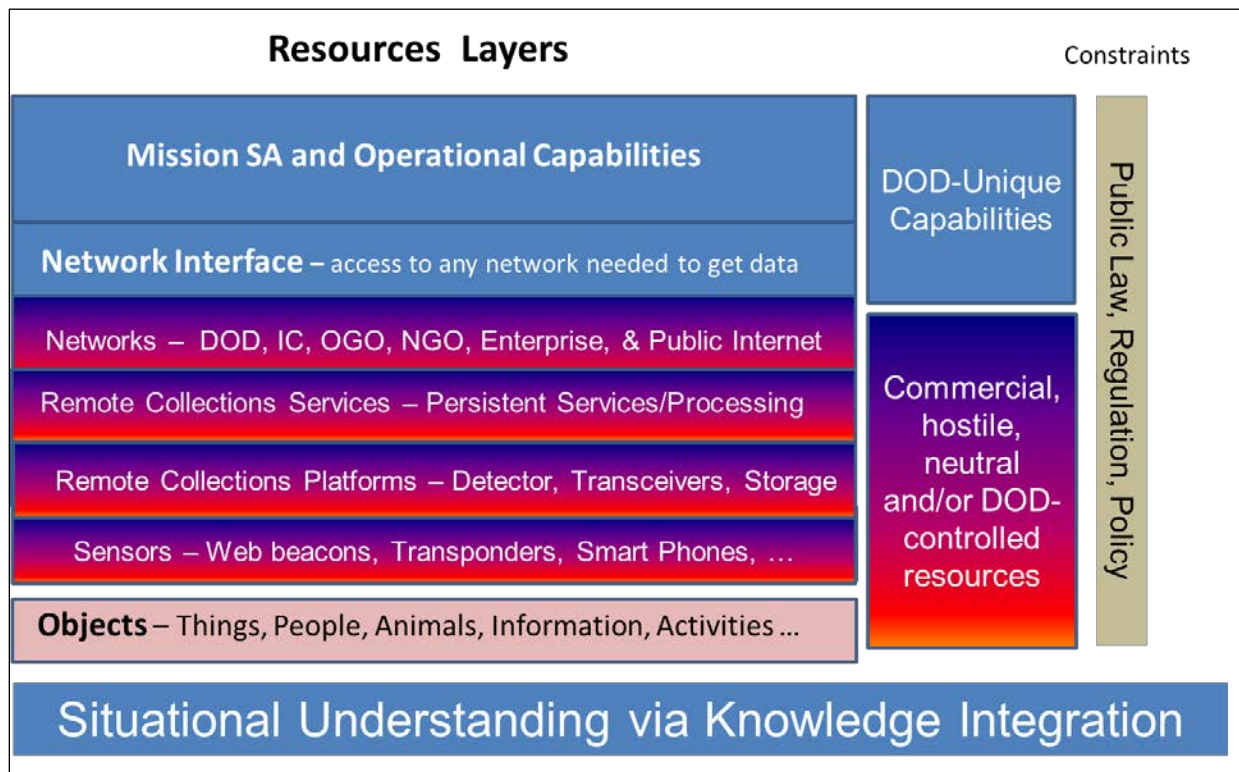 Resources Layers
Constraints
Mission SA and Operational Capabilities
Network Interface – access to any network needed to get data
Networks – DOD, IC, OGO, NGO, Enterprise, & Public Internet
Remote Collections Services – Persistent Services/Processing
Remote Collections Platforms – Detector, Transceivers, Storage
Sensors – Web beacons, Transponders, Smart Phones, …
Objects – Things, People, Animals, Information, Activities …
DOD-Unique
Capabilities
Commercial,
hostile,
neutral
and/or DOD-
controlled
resources
Public Law, Regulation, Policy
Situational Understanding via Knowledge Integration